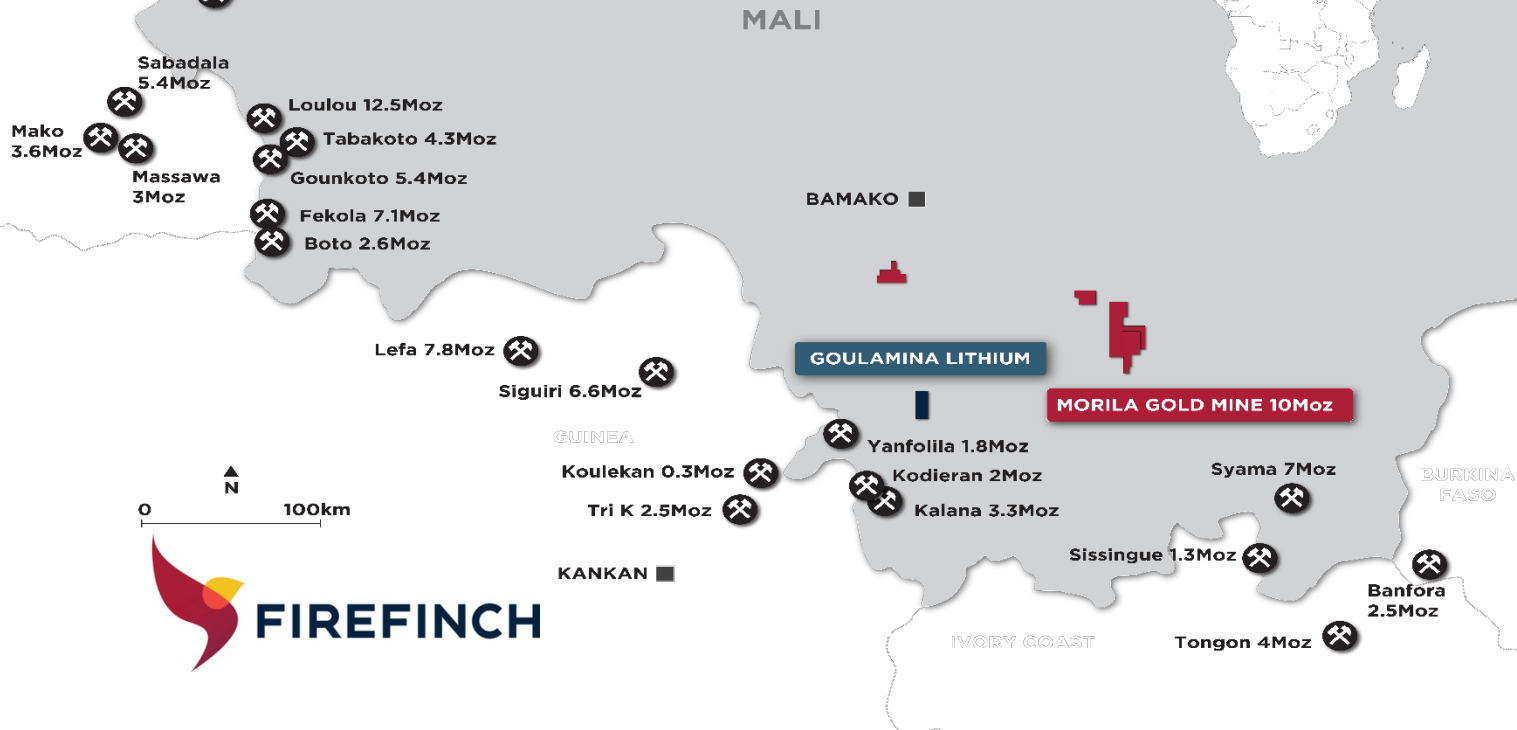 MALI
Sabadala
5.4Moz
Loulou 12.5Moz
Mako
3.6Moz
Tabakoto 4.3Moz
Massawa
3Moz
Gounkoto 5.4Moz
BAMAKO
Fekola 7.1Moz
Boto 2.6Moz
Lefa 7.8Moz
GOULAMINA LITHIUM
Siguiri 6.6Moz
MORILA GOLD MINE 10Moz
GUINEA
Yanfolila 1.8Moz
Koulekan 0.3Moz
Kodieran 2Moz
Syama 7Moz
BURKINA
FASO
N
0 100km
Tri K 2.5Moz
Kalana 3.3Moz
Sissingue 1.3Moz
KANKAN
Banfora
2.5Moz
FIREFINCH
IVORY COAST
Tongon 4Moz